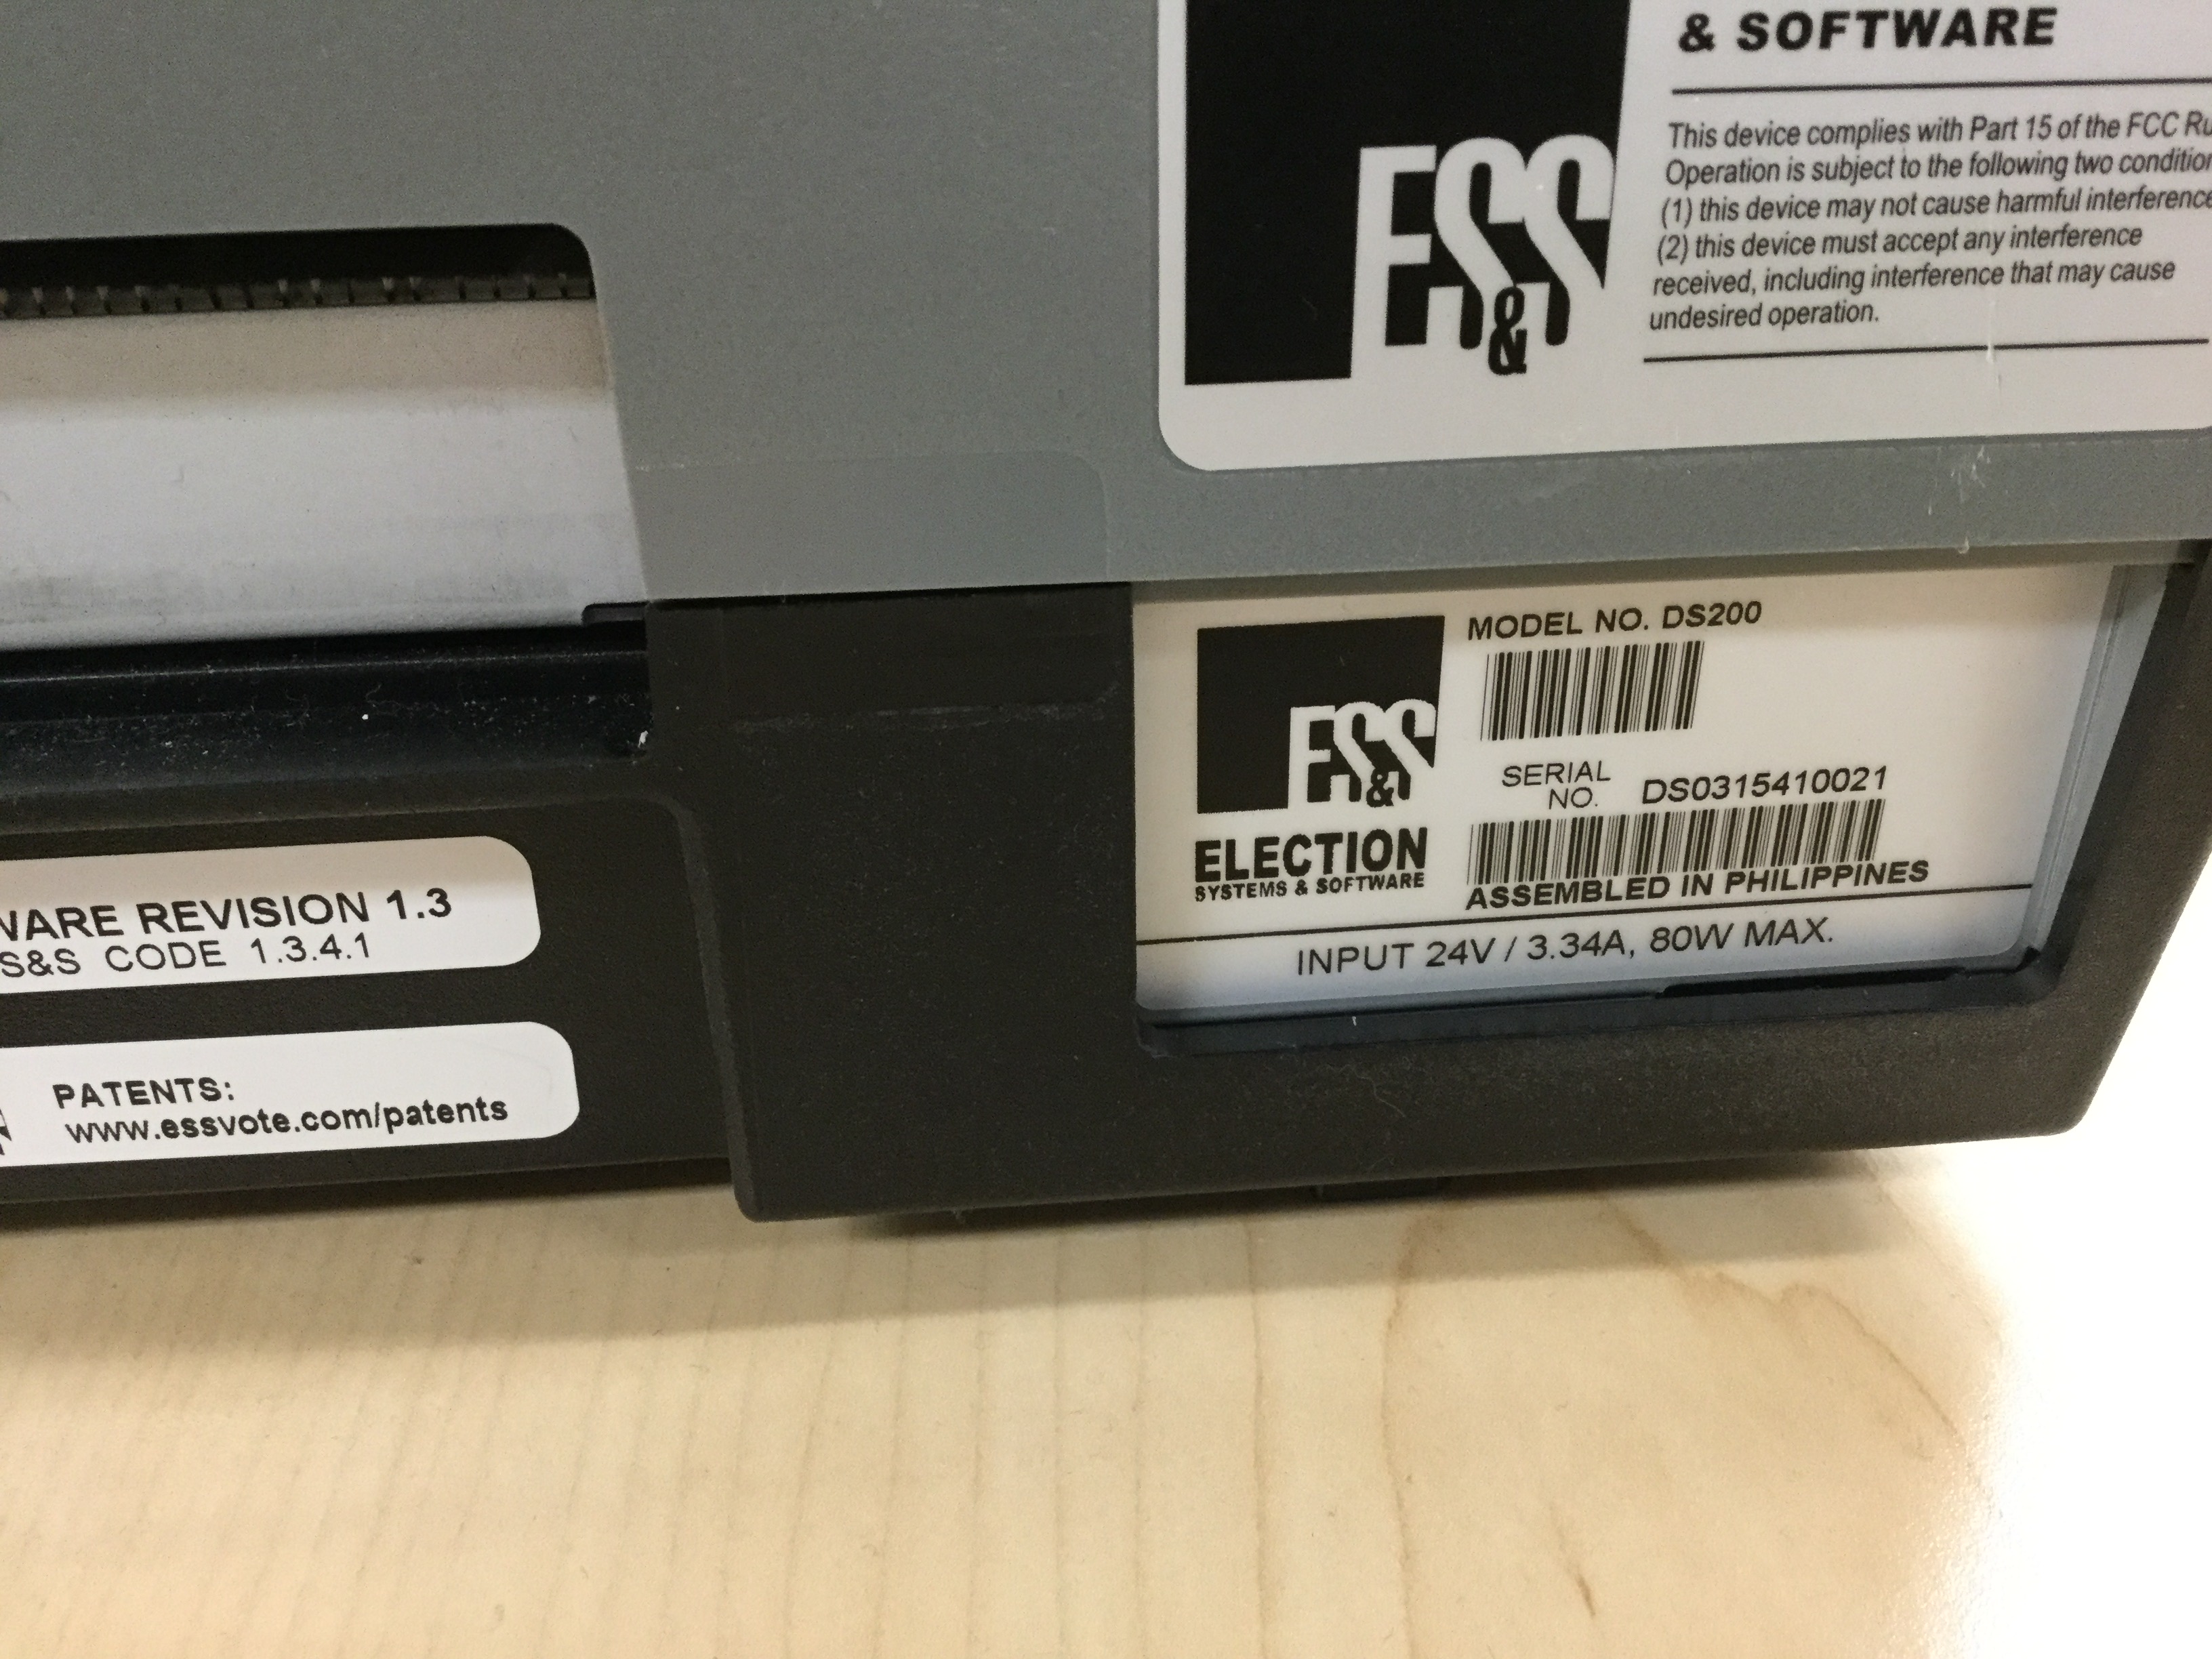 & SOFTWARE
This device complies with Part 15 of the FCC
Operation is subject to the following two
(1) this device may not cause harmful interference
(2) this device must accept any interference
received, including interference that may cause
undesired operation.
ES&S
MODEL NO. DS200
SERIAL
NO. DS0315410021
ES&S
ELECTION
SYSTEMS & SOFTWARE
ASSEMBLED IN PHILIPPINES
INPUT 24V / 3.34A, 80W MAX.
WARE REVISION 1.3
S&S CODE 1.3.4.1
PATENTS:
www.essvote.com/patents